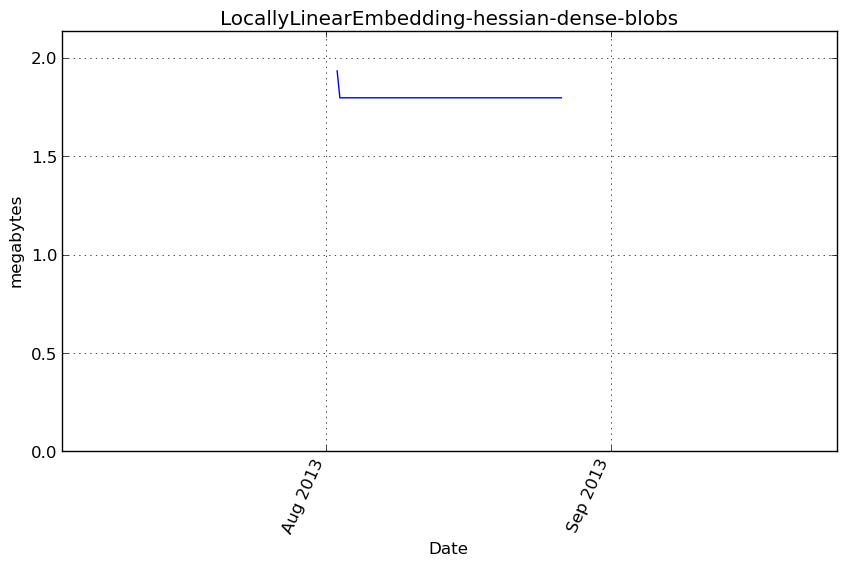 LocallyLinearEmbedding-hessian-dense-blobs
2.0
1.5
1.0
0.5
0.0
megabytes
Aug 2013
Sep 2013
Date